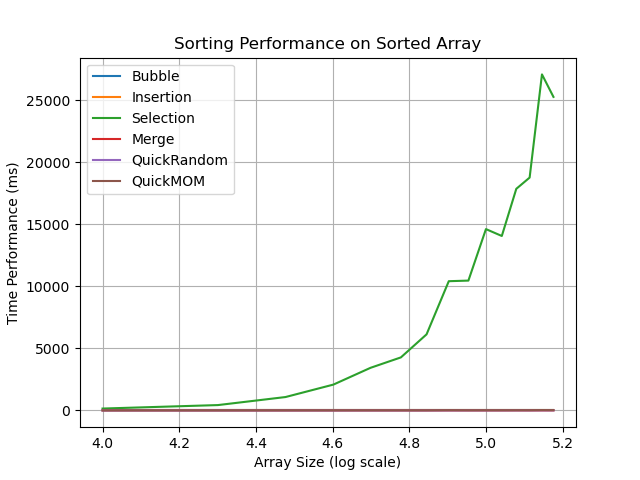 Sorting Performance on Sorted Array
Bubble
Insertion
Selection
Merge
QuickRandom
QuickMOM
Time Performance (ms)
25000
20000
15000
10000
5000
0
4.0 4.2 4.4 4.6 4.8 5.0 5.2
Array Size (log scale)